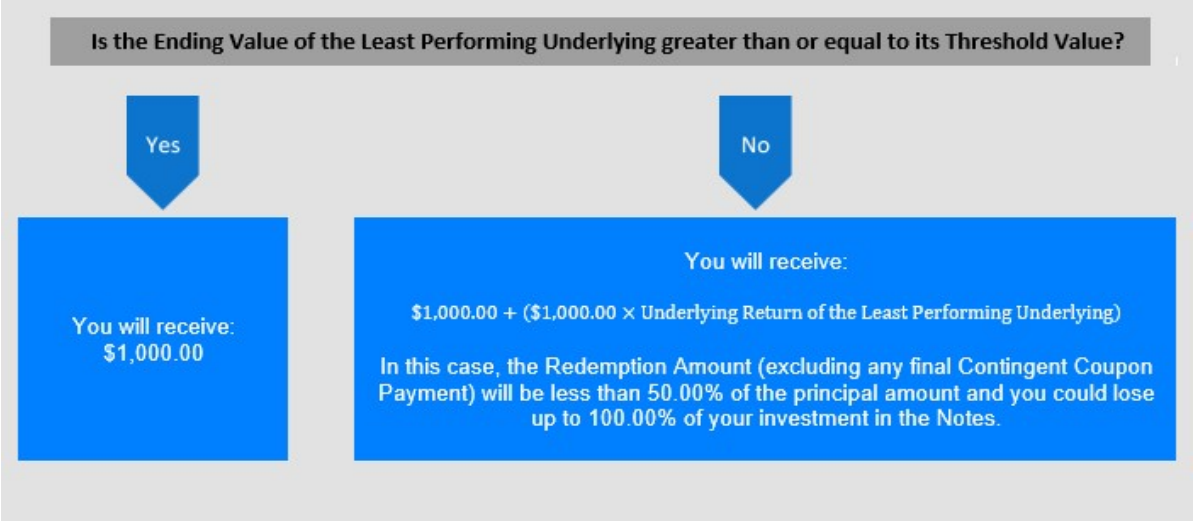 Is the Ending Value of the Least Performing Underlying greater than or equal to its Threshold Value?
Yes
No
You will receive:
$1,000.00
You will receive:
$1,000.00 + ($1,000.00 × Underlying Return of the Least Performing Underlying)
In this case, the Redemption Amount (excluding any final Contingent Coupon
Payment) will be less than 50.00% of the principal amount and you could lose
up to 100.00% of your investment in the Notes.